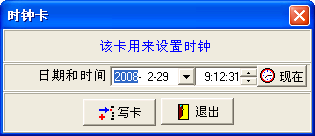 时钟卡
该卡用来设置时钟
日期和时间 2008- 2-29 9:12:31 现在
写卡 退出